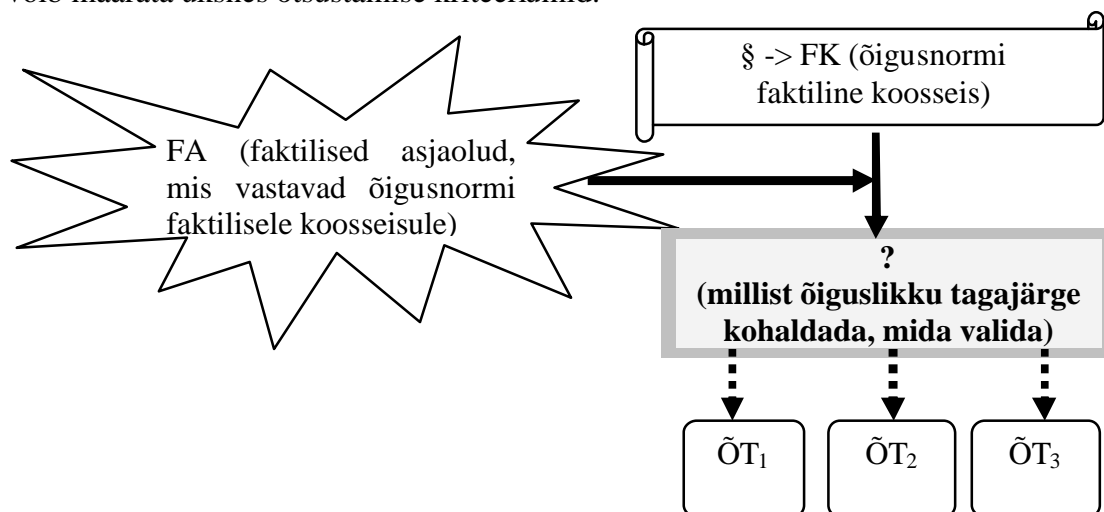 võib määrata üksnes otsustamise kriteeriumid.
§ -> FK (õigusnormi
faktiline koosseis)
FA (faktilised asjaolud,
mis vastavad õigusnormi
faktilisele koosseisule)
?
(millist õiguslikku tagajärge
kohaldada, mida valida)
ÕT1
ÕT2
ÕT3